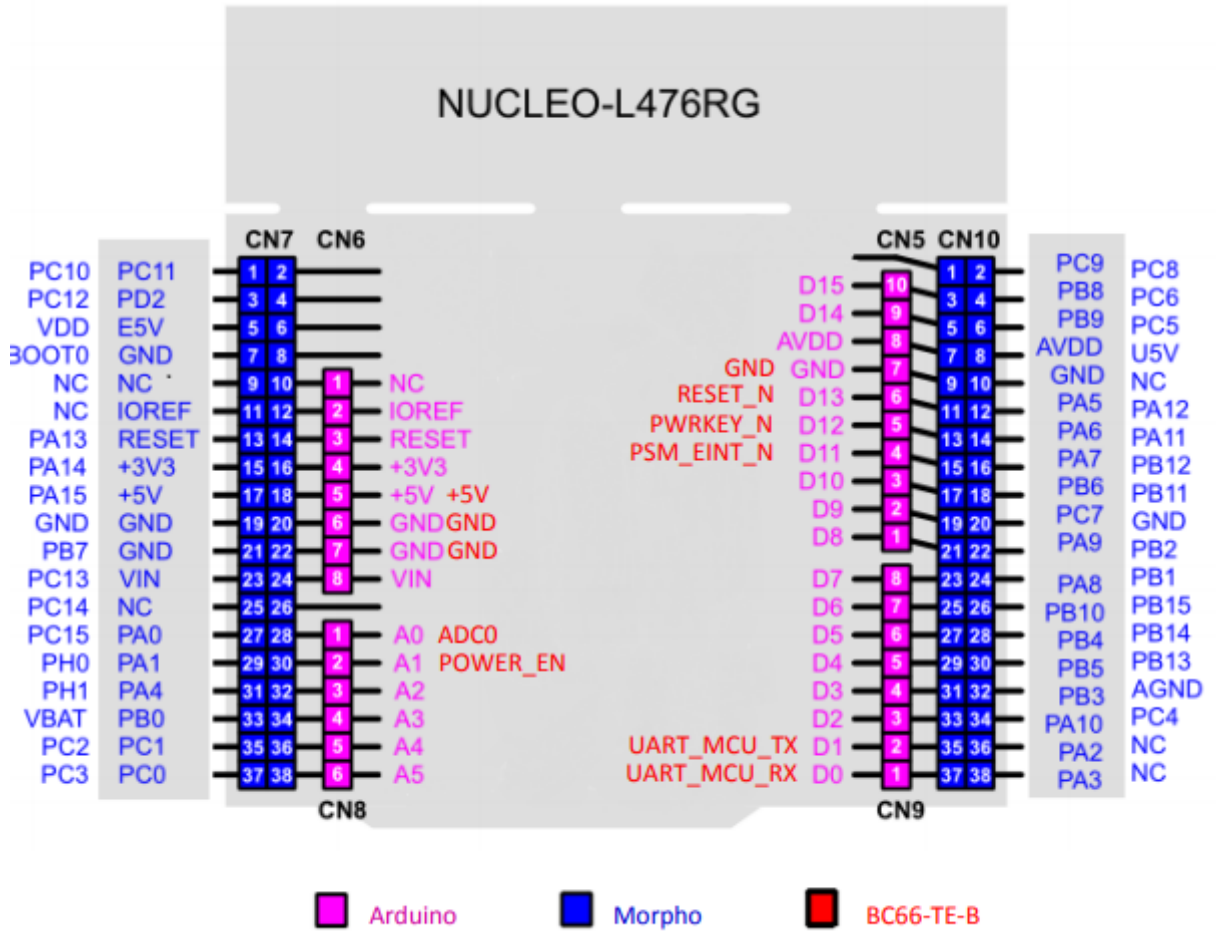 NUCLEO-L476RG
CN7 CN6 CN5 CN10
PC10 PC11 1 2 1 2 PC9 PC8
D15 10
PC12 PD2 3 4 3 4 PB8 PC6
D14 9
VDD E5V 5 6 5 6 PB9 PC5
AVDD 8
BOOT0 GND 7 8 7 8 AVDD U5V
GND GND 7
NC NC 9 10 1 NC 9 10 GND NC
RESET_N D13 6
NC IOREF 11 12 2 IOREF 11 12 PA5 PA12
PWRKEY_N D12 5
PA13 RESET 13 14 3 RESET 13 14 PA6 PA11
PSM_EINT_N D11 4
PA14 +3V3 15 16 4 +3V3 15 16 PA7 PB12
D10 3
PA15 +5V 17 18 5 +5V +5V 17 18 PB6 PB11
D9 2
GND GND 19 20 6 GND GND 19 20 PC7 GND
D8 1
PB7 GND 21 22 7 GND GND 21 22 PA9 PB2
PC13 VIN 23 24 8 VIN D7 8 23 24 PA8 PB1
PC14 NC 25 26 D6 7 25 26 PB10 PB15
PC15 PA0 27 28 1 A0 ADC0 D5 6 27 28 PB4 PB14
PH0 PA1 29 30 2 A1 POWER_EN D4 5 29 30 PB5 PB13
PH1 PA4 31 32 3 A2 D3 4 31 32 PB3 AGND
VBAT PB0 33 34 4 A3 D2 3 33 34 PA10 PC4
PC2 PC1 35 36 5 A4 UART_MCU_TX D1 2 35 36 PA2 NC
PC3 PC0 37 38 6 A5 UART_MCU_RX D0 1 37 38 PA3 NC
CN8 CN9
Arduino Morpho BC66-TE-B